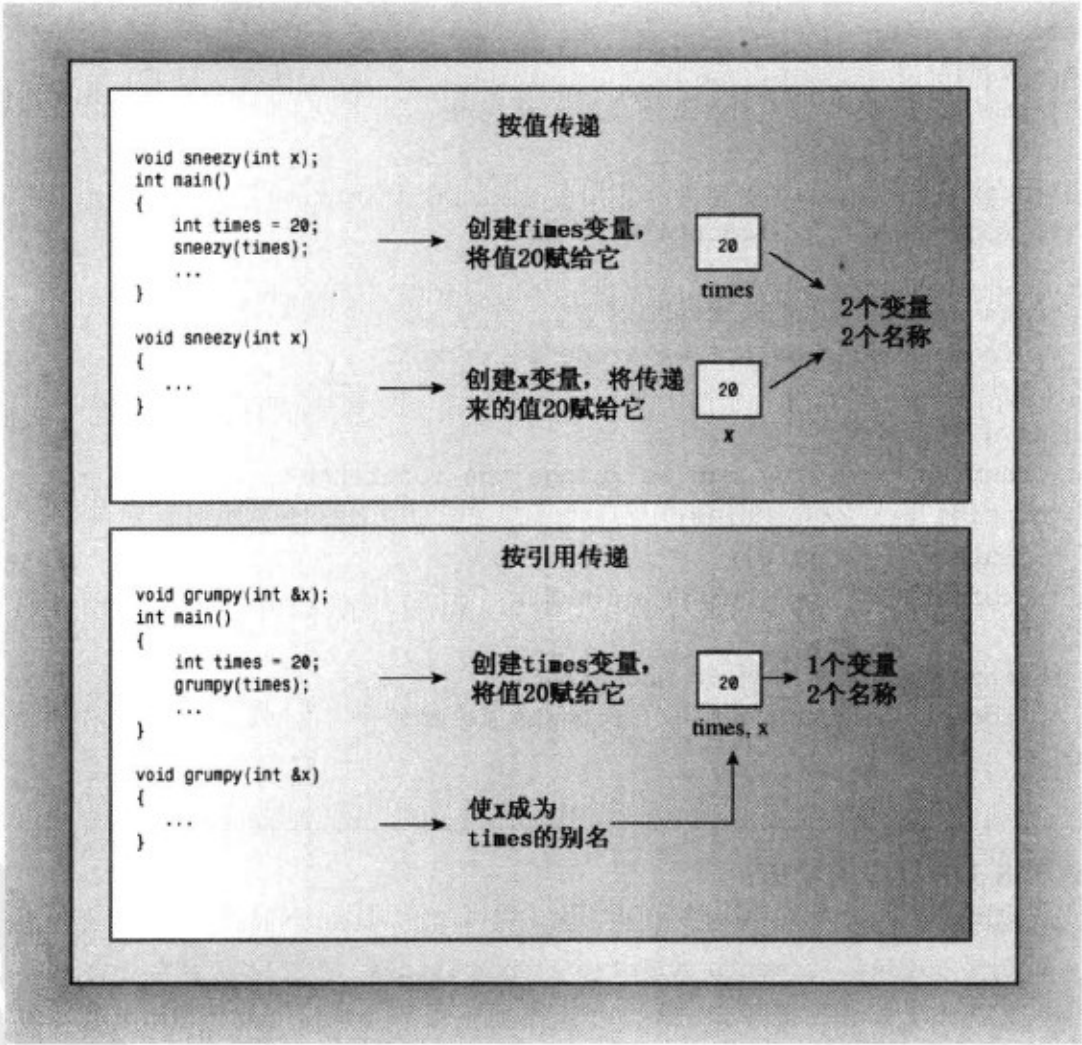 按值传递
void sneezy(int x);
int main()
{
int times = 20;
sneezy(times);
...
}
void sneezy(int x)
{
...
}
创建fimes变量，
将值20赋给它
20
times
创建x变量，将传递
来的值20赋给它
20
x
2个变量
2个名称
按引用传递
void grumpy(int &x);
int main()
{
int times = 20;
grumpy(times);
...
}
void grumpy(int &x)
{
...
}
创建times变量，
将值20赋给它
20
times, x
1个变量
2个名称
使x成为
times的别名